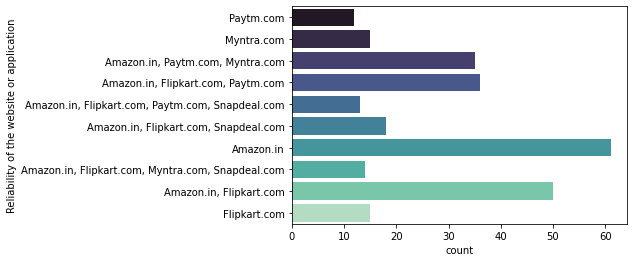 Reliability of the website or application
Paytm.com
Myntra.com
Amazon.in, Paytm.com, Myntra.com
Amazon.in, Flipkart.com, Paytm.com
Amazon.in, Flipkart.com, Paytm.com, Snapdeal.com
Amazon.in, Flipkart.com, Snapdeal.com
Amazon.in
Amazon.in, Flipkart.com, Myntra.com, Snapdeal.com
Amazon.in, Flipkart.com
Flipkart.com
0 10 20 30 40 50 60
count